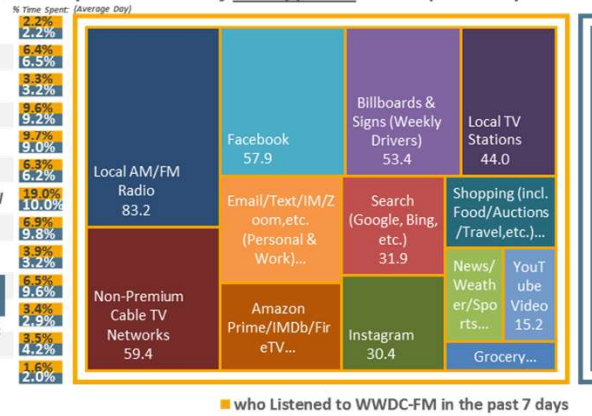 % Time Spent: (Average Day)
2.2%
2.2%
6.4%
6.5%
3.3%
3.2%
9.6%
9.2%
9.7%
9.0%
6.3%
6.2%
19.0%
10.0%
6.9%
9.8%
3.9%
3.2%
6.5%
9.6%
3.4%
2.9%
3.5%
4.2%
1.6%
2.0%
Local AM/FM
Radio
83.2
Non-Premium
Cable TV
Networks
59.4
Facebook
57.9
Email/Text/IM/Z
oom,etc.
(Personal &
Work)...
Amazon
Prime/IMDb/Fir
eTV...
Billboards &
Signs (Weekly
Drivers)
53.4
Search
(Google, Bing,
etc.)
31.9
Instagram
30.4
Local TV
Stations
44.0
Shopping (incl.
Food/Auctions
/Travel,etc.)...
News/
Weath
er/Spo
rts...
YouT
ube
Video
15.2
Grocery...
who Listened to WWDC-FM in the past 7 days